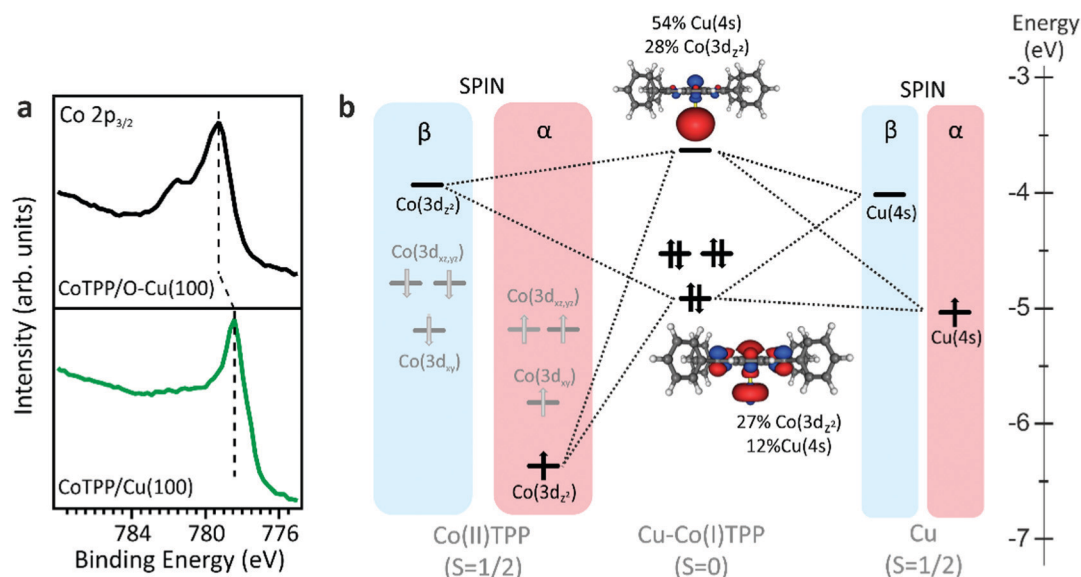 a
Co 2p3/2
CoTPP/O-Cu(100)
CoTPP/Cu(100)
Intensity (arb. units)
784
780
776
Binding Energy (eV)
b
SPIN
β
α
Co(3dz²)
Co(3dxz,yz)
Co(3dxy)
Co(3dxz,yz)
Co(3dxy)
Co(3dz²)
Co(II)TPP
(S=1/2)
54% Cu(4s)
28% Co(3dz²)
27% Co(3dz²)
12%Cu(4s)
Cu-Co(I)TPP
(S=0)
SPIN
β
α
Cu(4s)
Cu(4s)
Cu
(S=1/2)
Energy
(eV)
-3
-4
-5
-6
-7